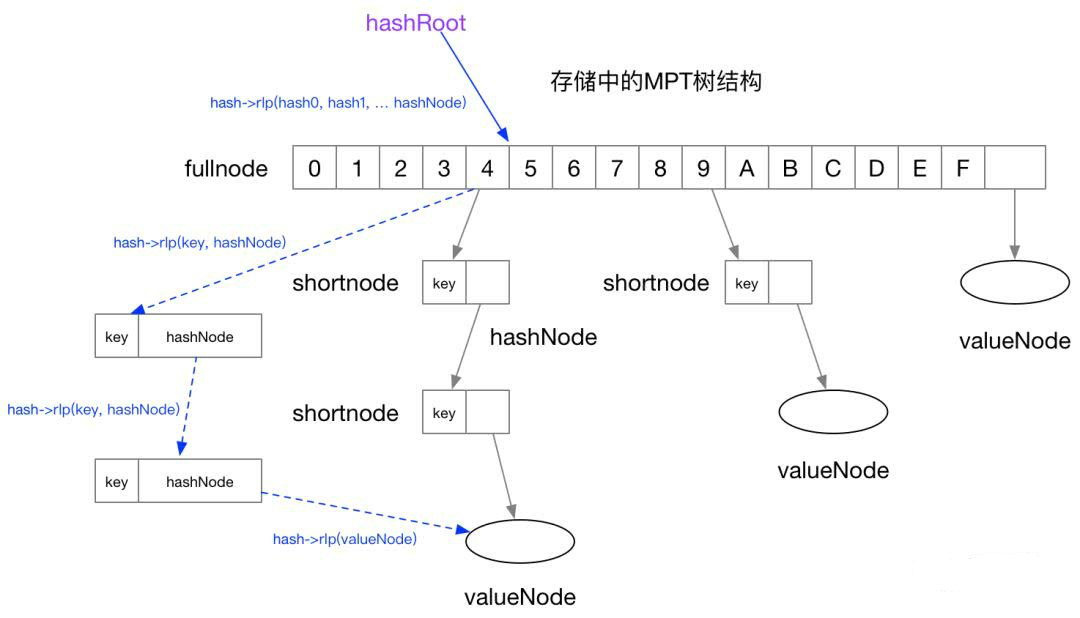 hashRoot
存储中的MPT树结构
hash->rlp(hash0, hash1, ... hashNode)
fullnode 0 1 2 3 4 5 6 7 8 9 A B C D E F
hash->rlp(key, hashNode)
shortnode key
shortnode key
key hashNode
hashNode
valueNode
hash->rlp(key, hashNode)
shortnode key
valueNode
key hashNode
hash->rlp(valueNode)
valueNode